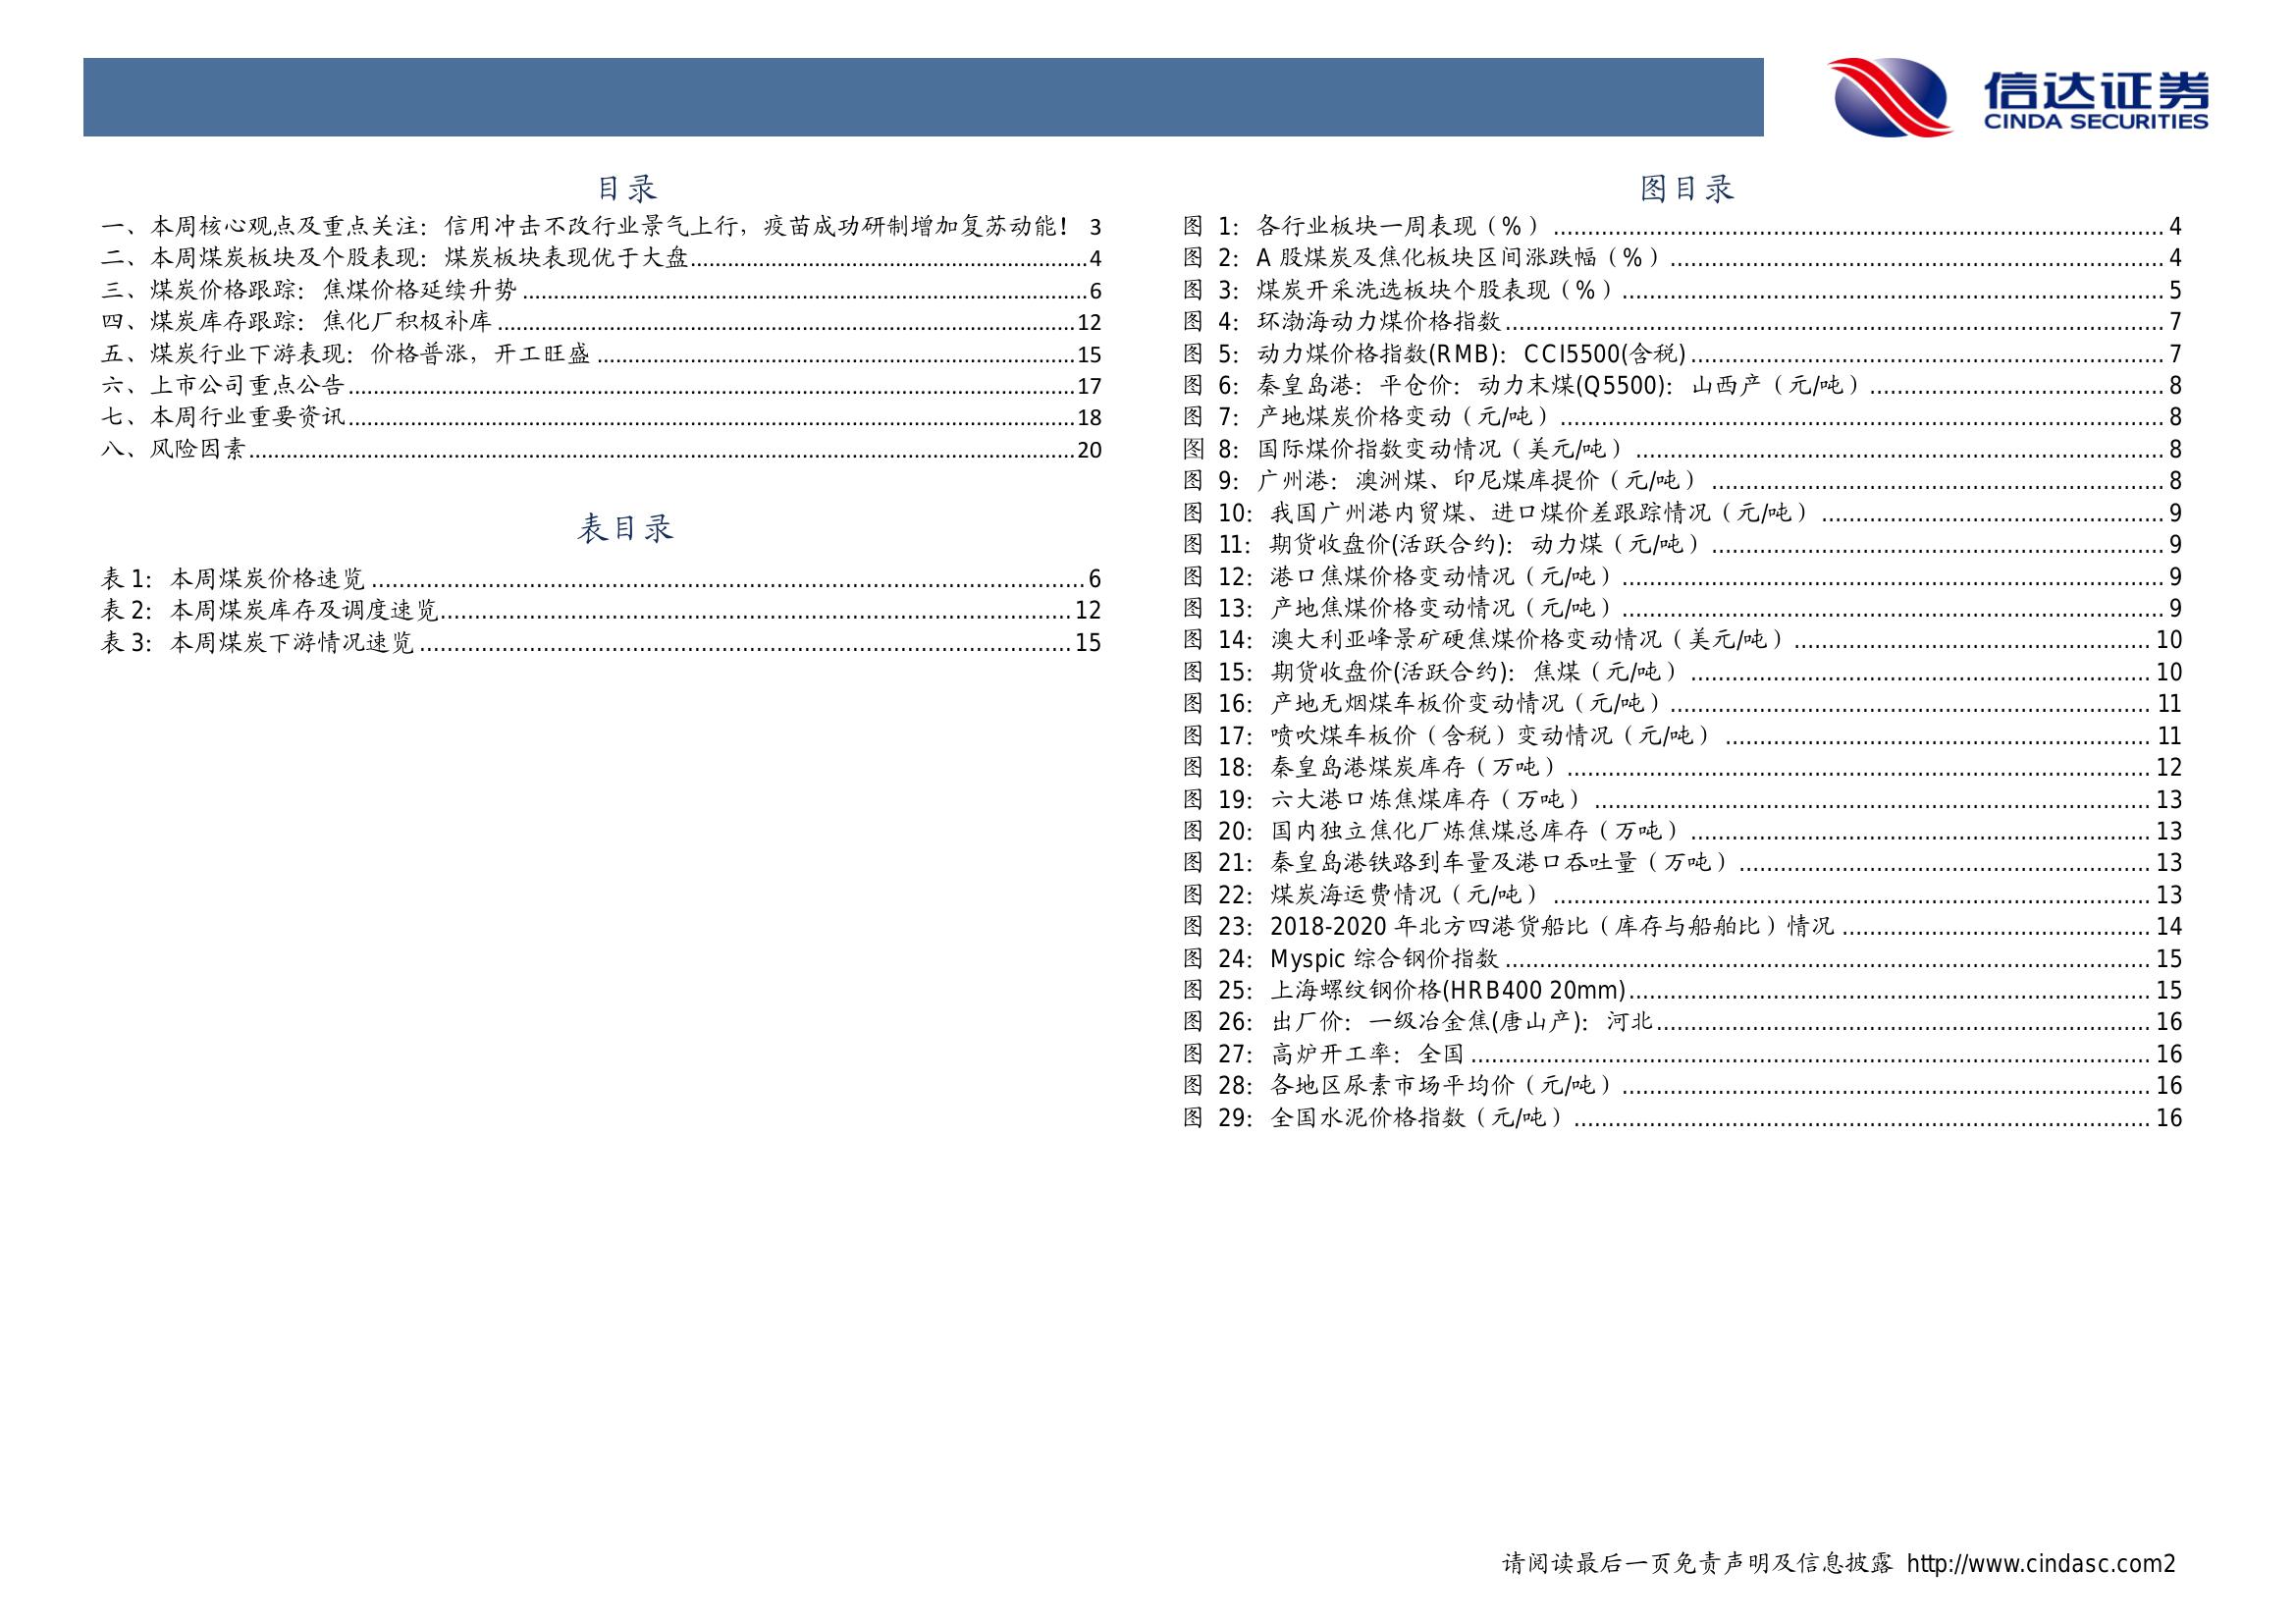 信达证券
CINDA SECURITIES
目录
一、本周核心观点及重点关注：信用冲击不改行业景气上行，疫苗成功研制增加复苏动能！ 3
二、本周煤炭板块及个股表现：煤炭板块表现优于大盘........4
三、煤炭价格跟踪：焦煤价格延续升势........6
四、煤炭库存跟踪：焦化厂积极补库........12
五、煤炭行业下游表现：价格普涨，开工旺盛........15
六、上市公司重点公告........17
七、本周行业重要资讯........18
八、风险因素........20
表目录
表 1：本周煤炭价格速览........6
表 2：本周煤炭库存及调度速览........12
表 3：本周煤炭下游情况速览........15
图目录
图 1：各行业板块一周表现（%）........4
图 2：A 股煤炭及焦化板块区间涨跌幅（%）........4
图 3：煤炭开采洗选板块个股表现（%）........5
图 4：环渤海动力煤价格指数........7
图 5：动力煤价格指数(RMB)：CCI5500(含税)........7
图 6：秦皇岛港：平仓价：动力末煤(Q5500)：山西产（元/吨）........8
图 7：产地煤炭价格变动（元/吨）........8
图 8：国际煤价指数变动情况（美元/吨）........8
图 9：广州港：澳洲煤、印尼煤库提价（元/吨）........8
图 10：我国广州港内贸煤、进口煤价差跟踪情况（元/吨）........9
图 11：期货收盘价(活跃合约)：动力煤（元/吨）........9
图 12：港口焦煤价格变动情况（元/吨）........9
图 13：产地焦煤价格变动情况（元/吨）........9
图 14：澳大利亚峰景矿硬焦煤价格变动情况（美元/吨）........10
图 15：期货收盘价(活跃合约)：焦煤（元/吨）........10
图 16：产地无烟煤车板价变动情况（元/吨）........11
图 17：喷吹煤车板价（含税）变动情况（元/吨）........11
图 18：秦皇岛港煤炭库存（万吨）........12
图 19：六大港口炼焦煤库存（万吨）........13
图 20：国内独立焦化厂炼焦煤总库存（万吨）........13
图 21：秦皇岛港铁路到车量及港口吞吐量（万吨）........13
图 22：煤炭海运费情况（元/吨）........13
图 23：2018-2020 年北方四港货船比（库存与船舶比）情况........14
图 24：Myspic 综合钢价指数........15
图 25：上海螺纹钢价格(HRB400 20mm)........15
图 26：出厂价：一级冶金焦(唐山产)：河北........16
图 27：高炉开工率：全国........16
图 28：各地区尿素市场平均价（元/吨）........16
图 29：全国水泥价格指数（元/吨）........16
请阅读最后一页免责声明及信息披露 http://www.cindasc.com2